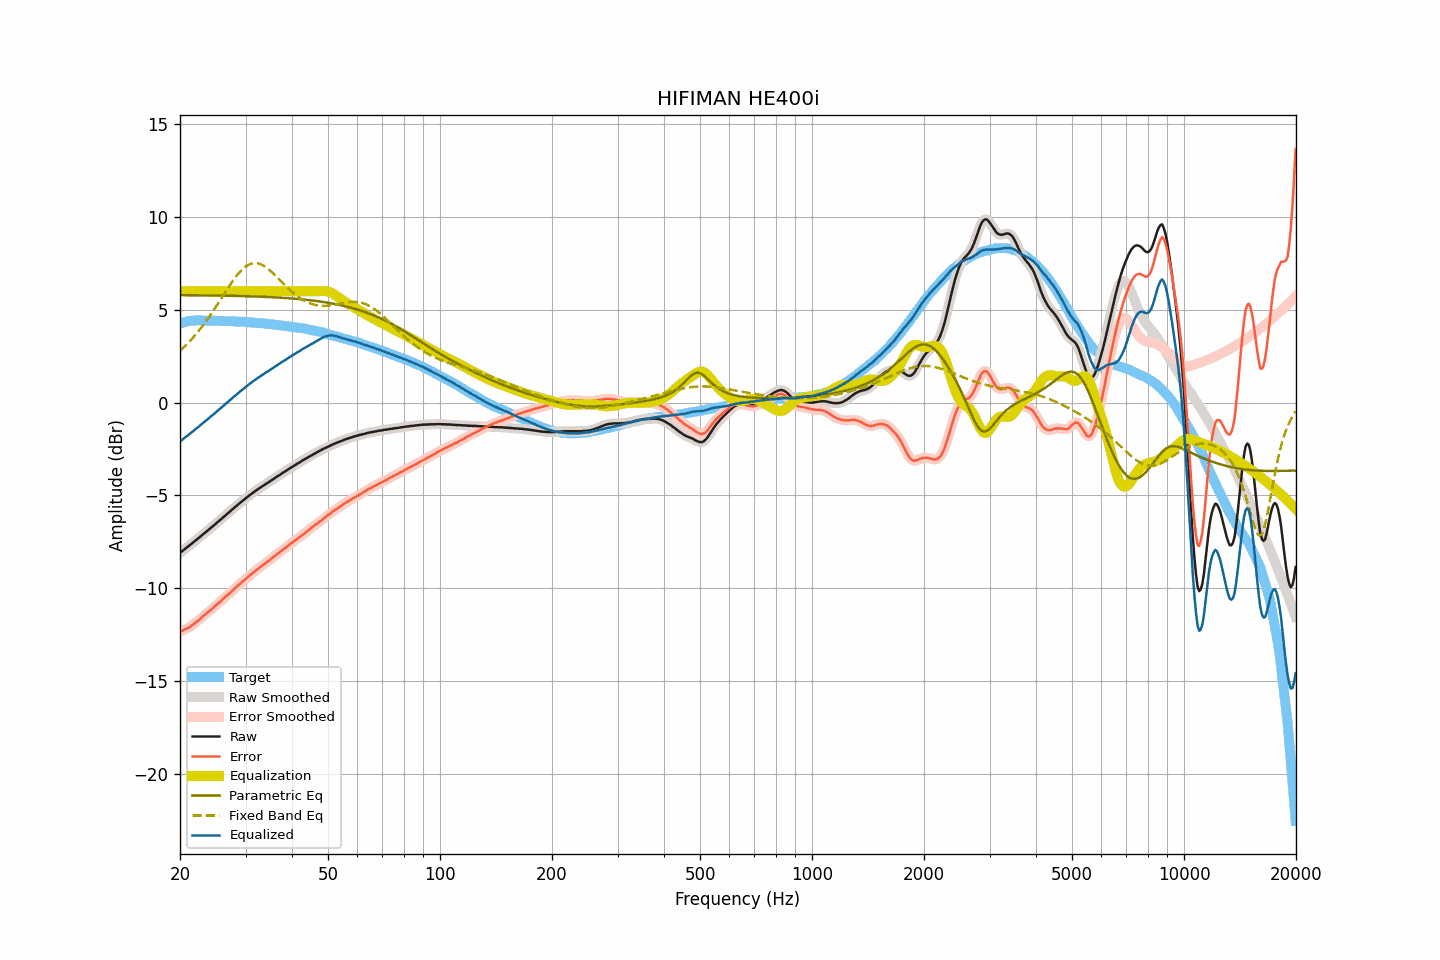 HIFIMAN HE400i
15
10
5
0
−5
−10
−15
−20
Amplitude (dBr)
Target
Raw Smoothed
Error Smoothed
Raw
Error
Equalization
Parametric Eq
Fixed Band Eq
Equalized
20 50 100 200 500 1000 2000 5000 10000 20000
Frequency (Hz)